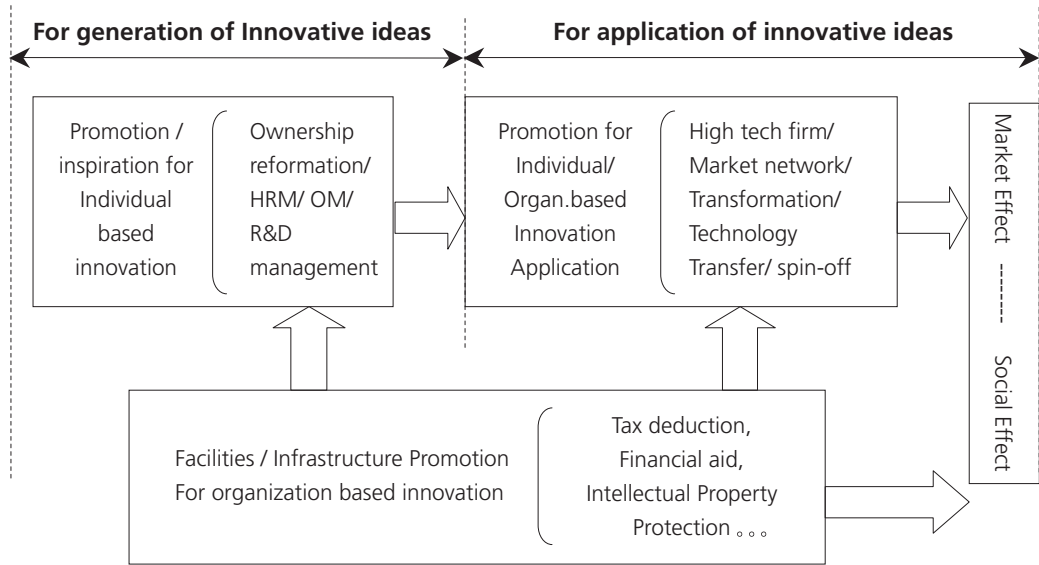 For generation of Innovative ideas
For application of innovative ideas
Promotion /
inspiration for
Individual
based
innovation
Ownership
reformation/
HRM/ OM/
R&D
management
Promotion for
Individual/
Organ.based
Innovation
Application
High tech firm/
Market network/
Transformation/
Technology
Transfer/ spin-off
Market Effect -------- Social Effect
Facilities / Infrastructure Promotion
For organization based innovation
Tax deduction,
Financial aid,
Intellectual Property
Protection 。。。